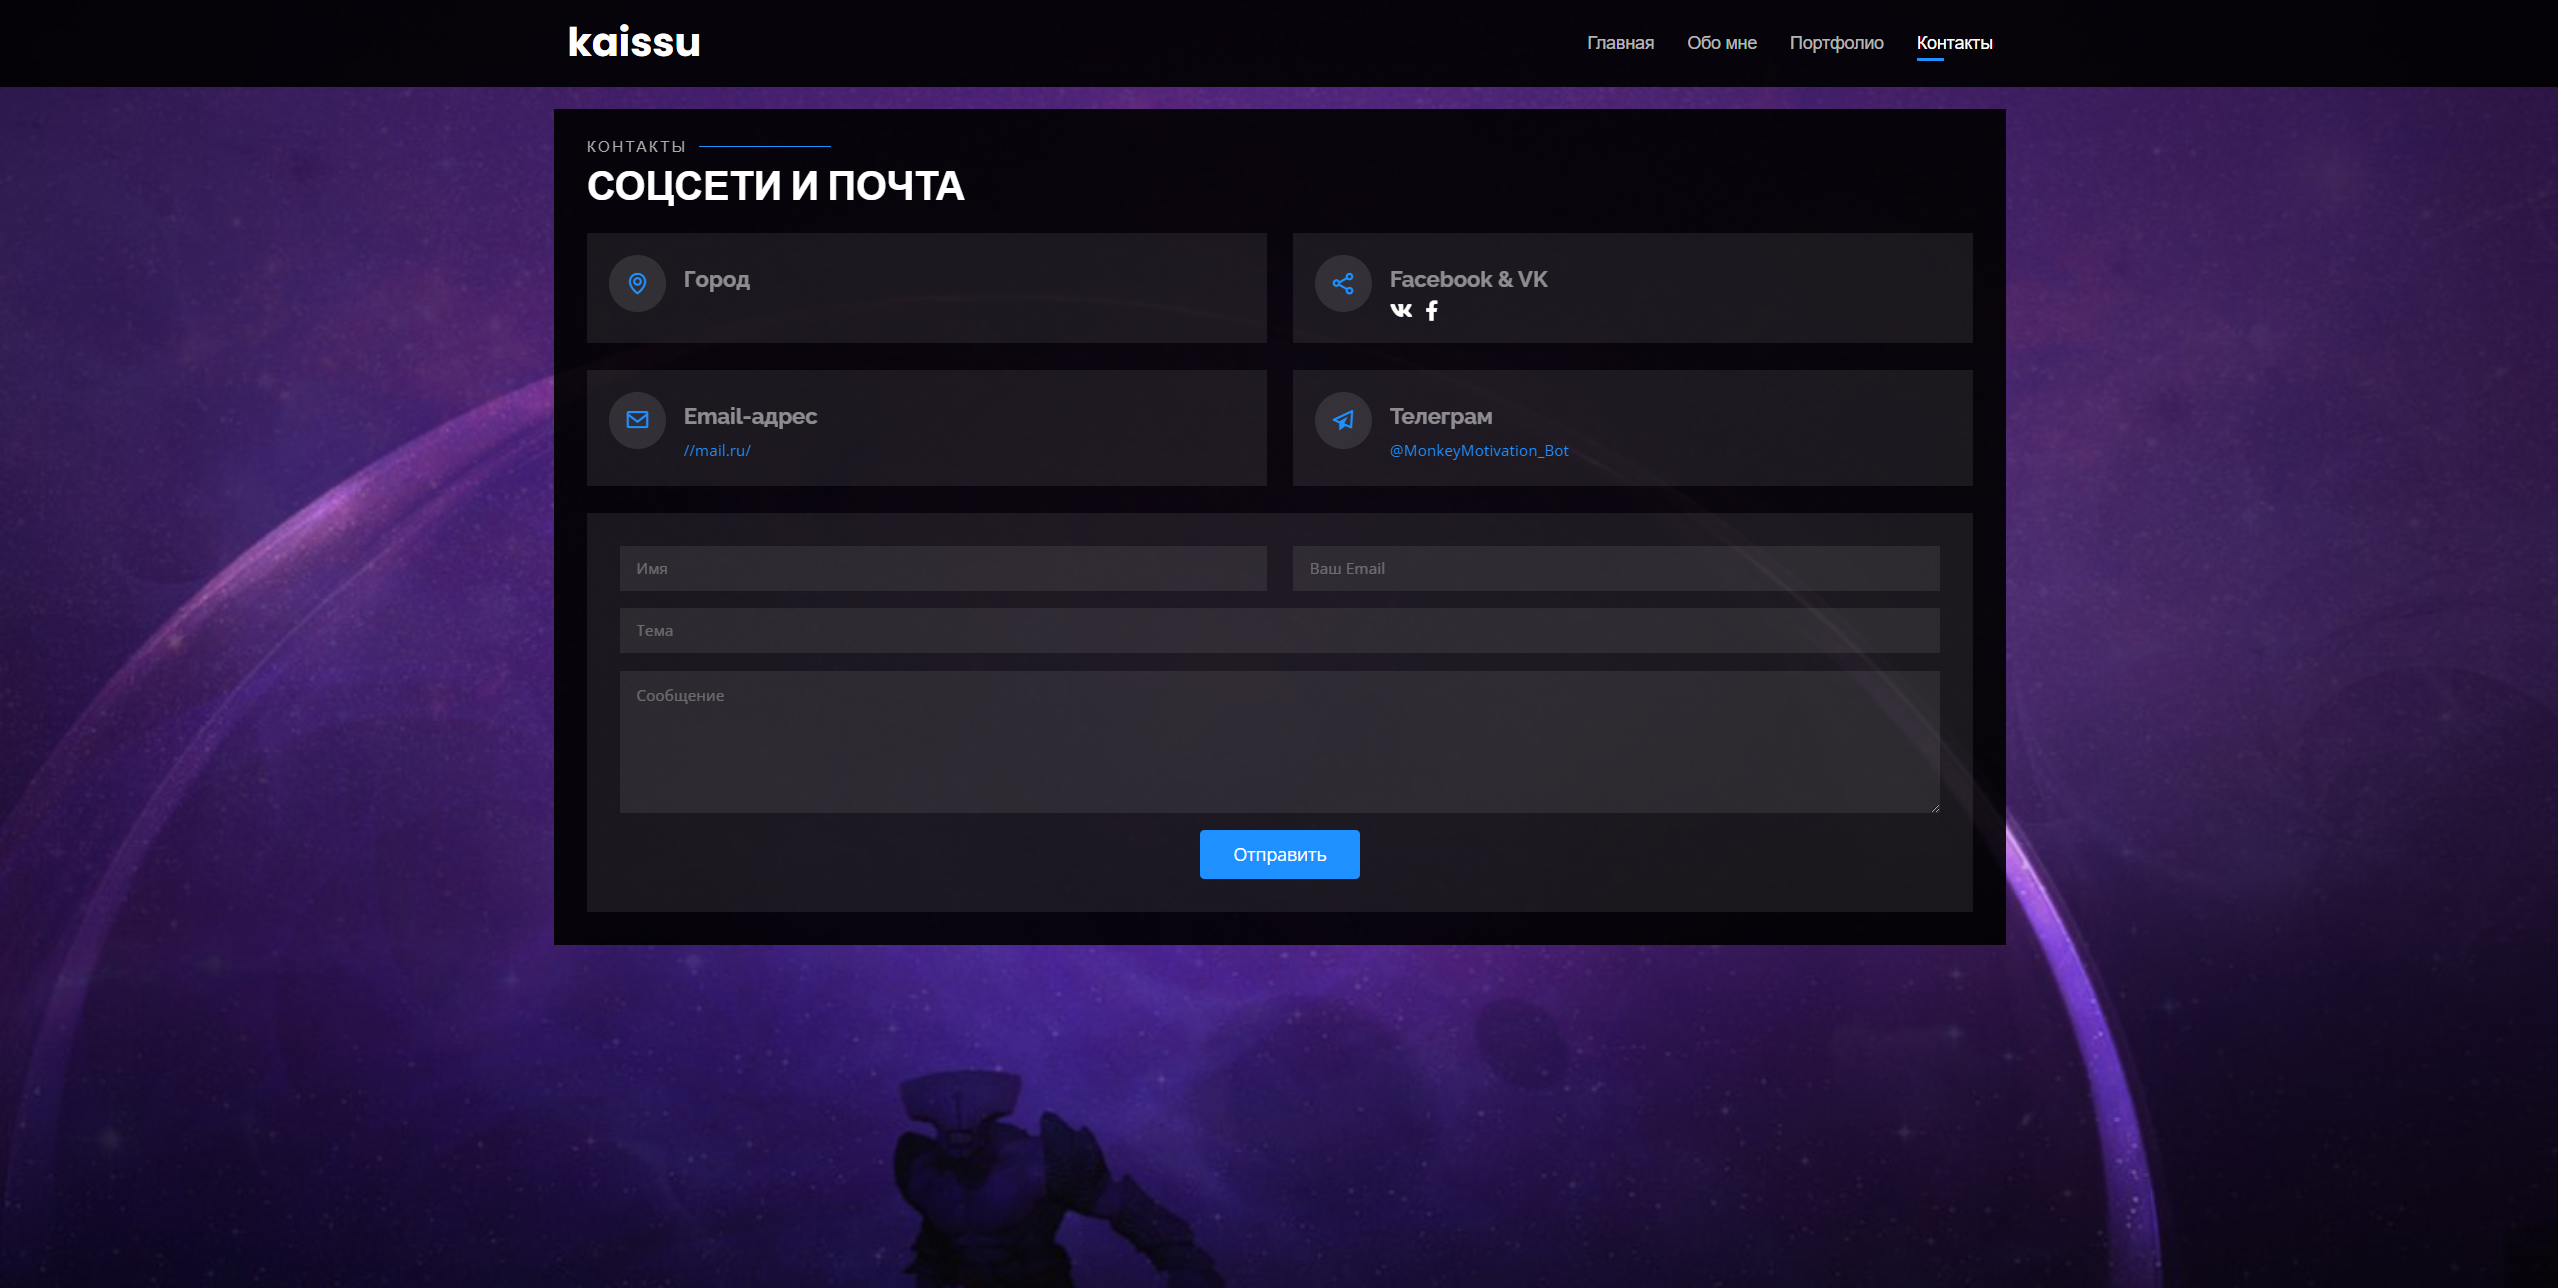 kaissu
Главная Обо мне Портфолио Контакты
КОНТАКТЫ
СОЦСЕТИ И ПОЧТА
Город
Facebook & VK
Email-адрес
//mail.ru/
Телеграм
@MonkeyMotivation_Bot
Имя
Ваш Email
Тема
Сообщение
Отправить